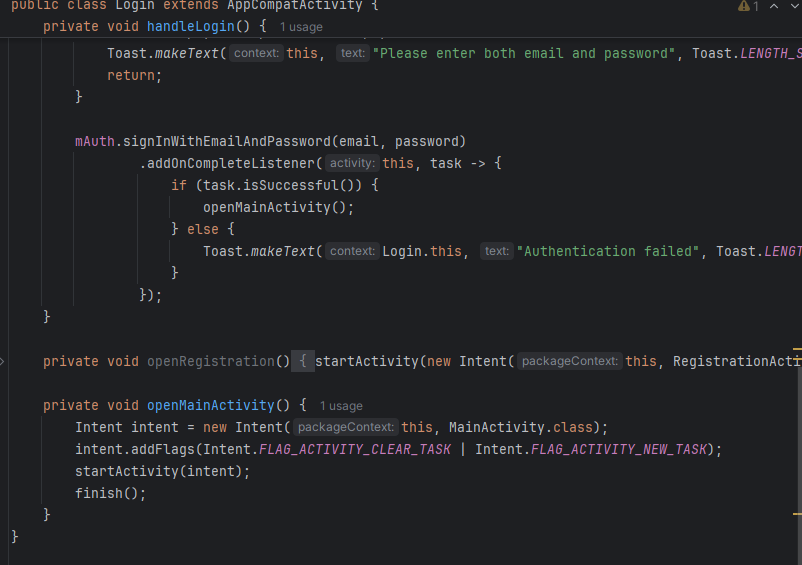 public class Login extends AppCompatActivity {
1
private void handleLogin() { 1 usage
Toast.makeText( context: this, text: "Please enter both email and password", Toast.LENGTH_S
return;
}
mAuth.signInWithEmailAndPassword(email, password)
.addOnCompleteListener( activity: this, task -> {
if (task.isSuccessful()) {
openMainActivity();
} else {
Toast.makeText( context: Login.this, text: "Authentication failed", Toast.LENGT
}
});
}
private void openRegistration() { startActivity(new Intent( packageContext: this, RegistrationActi
private void openMainActivity() { 1 usage
Intent intent = new Intent( packageContext: this, MainActivity.class);
intent.addFlags(Intent.FLAG_ACTIVITY_CLEAR_TASK | Intent.FLAG_ACTIVITY_NEW_TASK);
startActivity(intent);
finish();
}
}